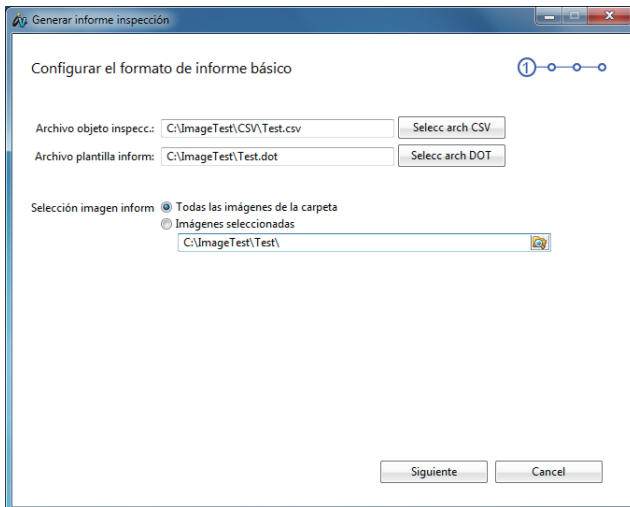 Generar informe inspección
Configurar el formato de informe básico
1
Archivo objeto inspecc.: C:\ImageTest\CSV\Test.csv Selecc arch CSV
Archivo plantilla inform: C:\ImageTest\Test.dot Selecc arch DOT
Selección imagen inform Todas las imágenes de la carpeta
Imágenes seleccionadas
C:\ImageTest\Test\
Siguiente Cancel